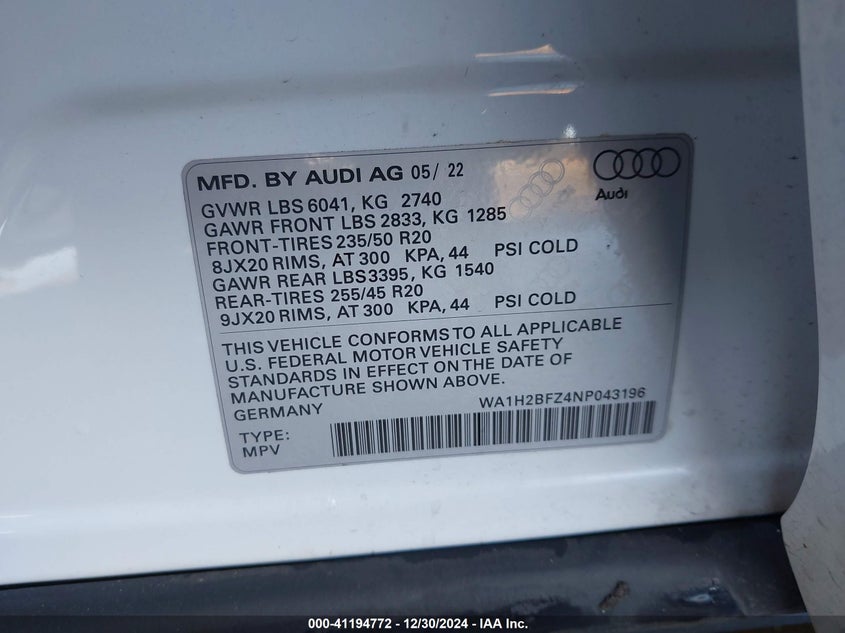 MFD. BY AUDI AG 05/ 22
Audi
GVWR LBS 6041, KG 2740
GAWR FRONT LBS 2833, KG 1285
FRONT-TIRES 235/50 R20
8JX20 RIMS, AT 300 KPA, 44 PSI COLD
GAWR REAR LBS3395, KG 1540
REAR-TIRES 255/45 R20
9JX20 RIMS, AT 300 KPA, 44 PSI COLD
THIS VEHICLE CONFORMS TO ALL APPLICABLE
U.S. FEDERAL MOTOR VEHICLE SAFETY
STANDARDS IN EFFECT ON THE DATE OF
MANUFACTURE SHOWN ABOVE.
GERMANY WA1H2BFZ4NP043196
TYPE:
MPV
000-41194772 - 12/30/2024 - IAA Inc.